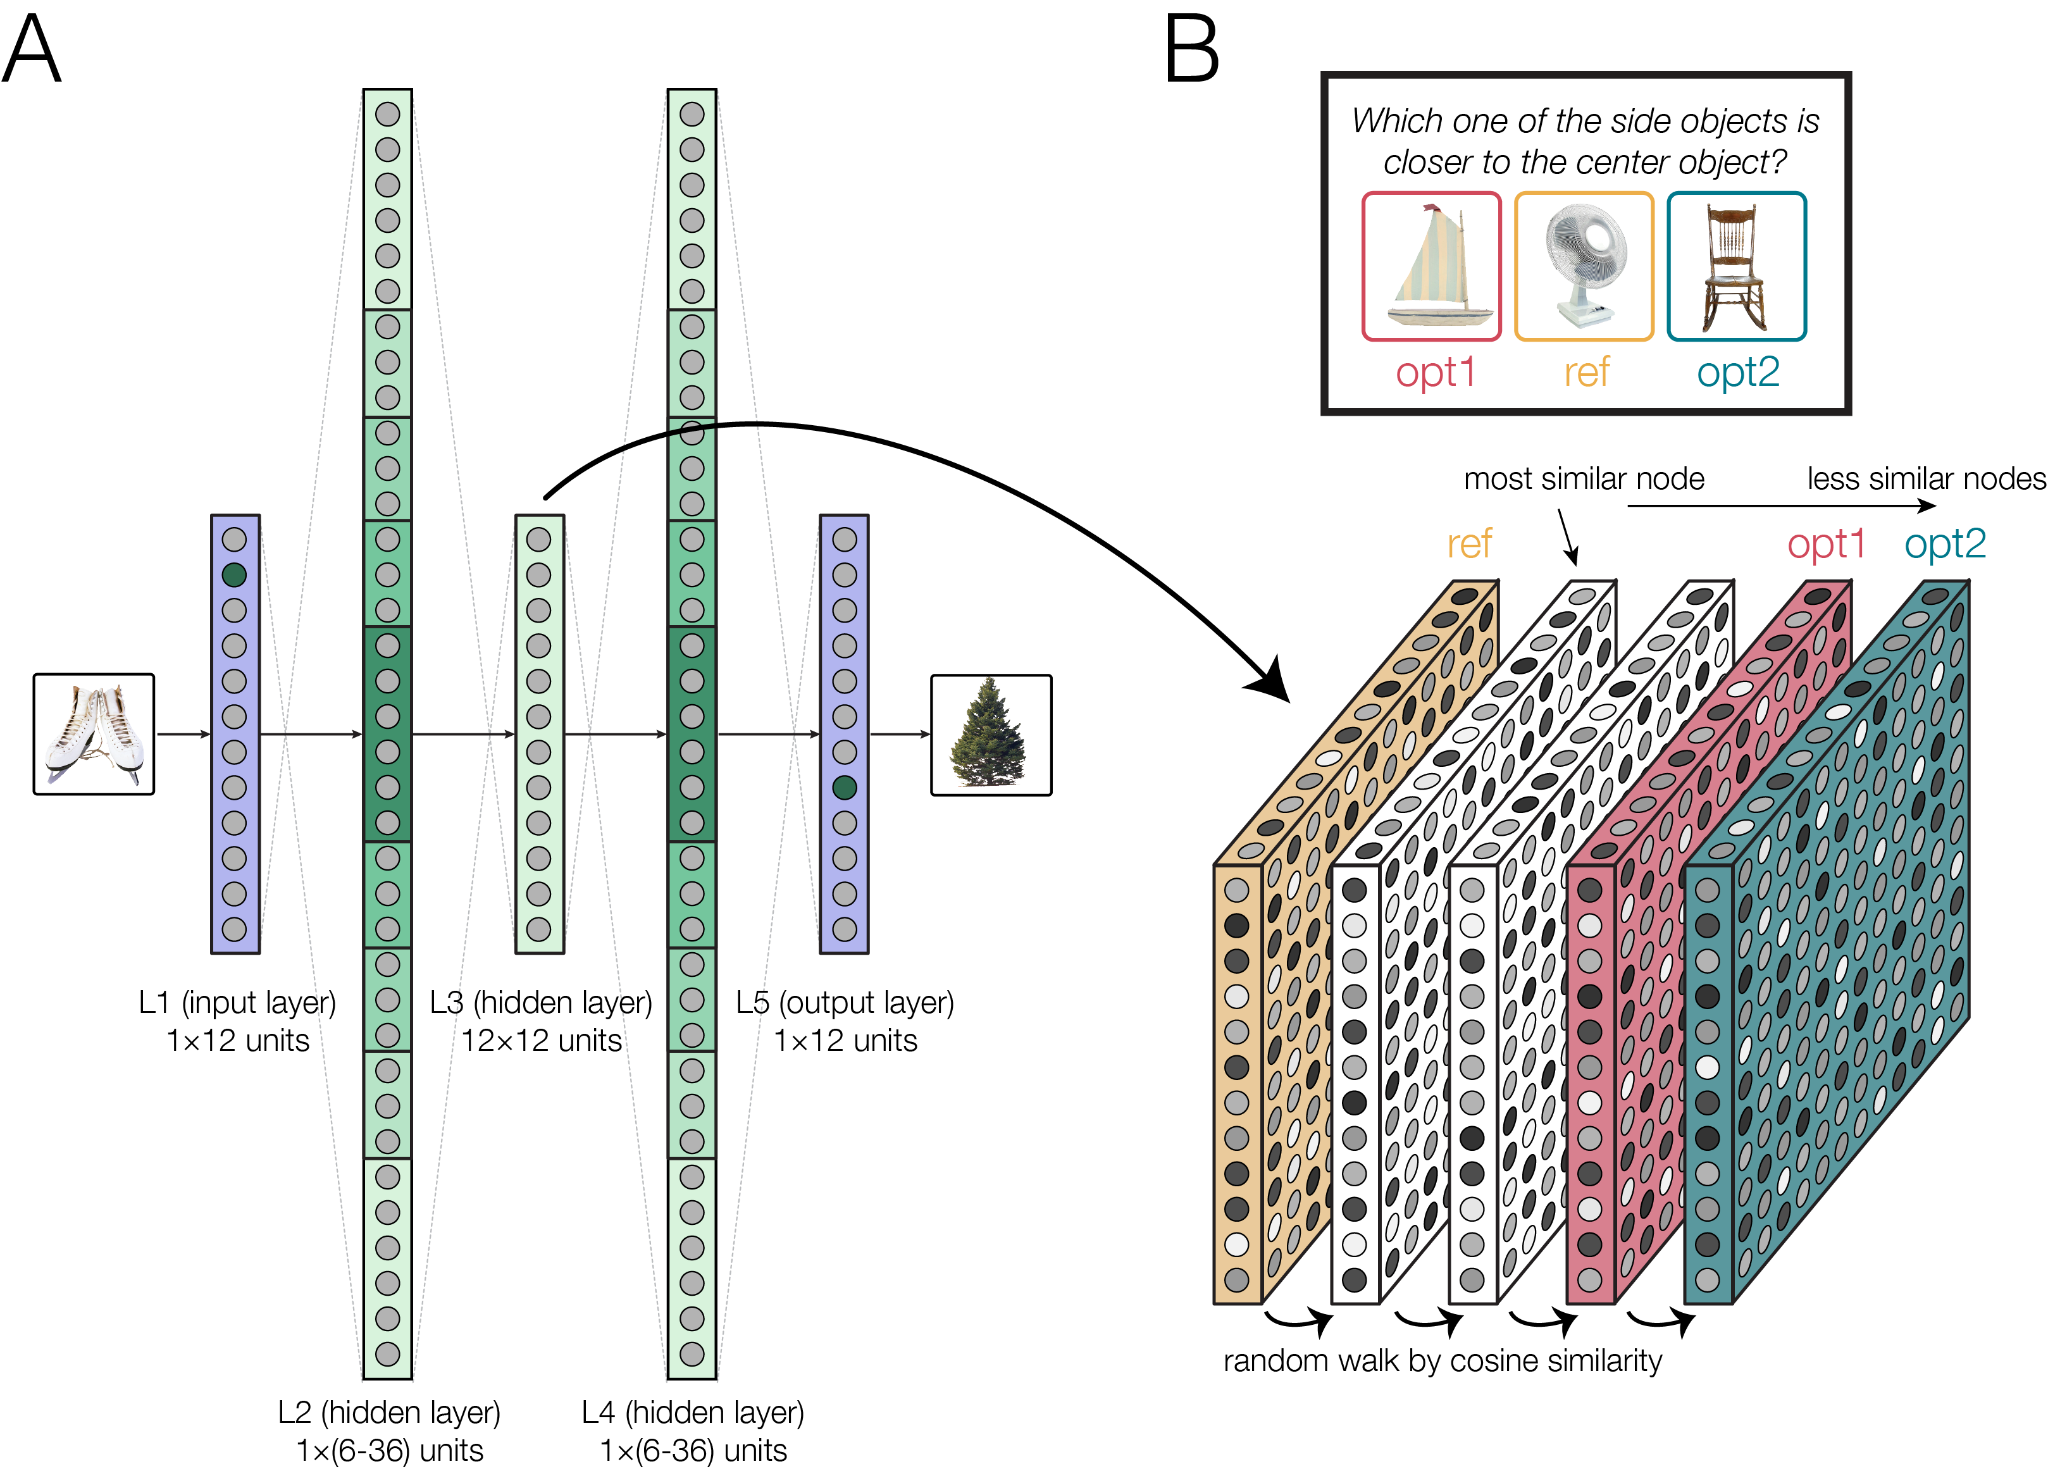 A
L1 (input layer)
1×12 units
L2 (hidden layer)
1×(6-36) units
L3 (hidden layer)
12×12 units
L4 (hidden layer)
1×(6-36) units
L5 (output layer)
1×12 units
B
Which one of the side objects is
closer to the center object?
opt1 ref opt2
most similar node less similar nodes
ref opt1 opt2
random walk by cosine similarity